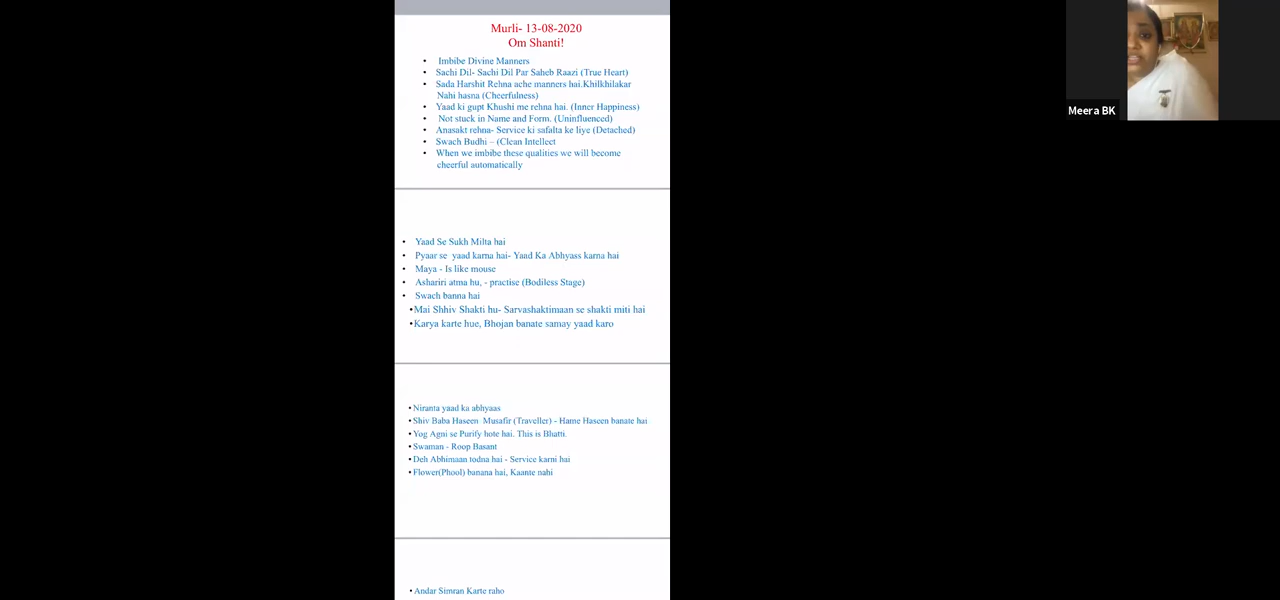 Murli- 13-08-2020
Om Shanti!
• Imbibe Divine Manners
• Sachi Dil- Sachi Dil Par Saheb Raazi (True Heart)
• Sada Harshit Rehna ache manners hai.Khilkhilakar
Nahi hasna (Cheerfulness)
• Yaad ki gupt Khushi me rehna hai. (Inner Happiness)
• Not stuck in Name and Form. (Uninfluenced)
• Anasakt rehna- Service ki safalta ke liye (Detached)
• Swach Budhi – (Clean Intellect
• When we imbibe these qualities we will become
cheerful automatically
• Yaad Se Sukh Milta hai
• Pyaar se yaad karna hai- Yaad Ka Abhyass karna hai
• Maya - Is like mouse
• Ashariri atma hu, - practise (Bodiless Stage)
• Swach banna hai
•Mai Shhiv Shakti hu- Sarvashaktimaan se shakti miti hai
•Karya karte hue, Bhojan banate samay yaad karo
•Niranta yaad ka abhyaas
•Shiv Baba Haseen Musafir (Traveller) - Hame Haseen banate hai
•Yog Agni se Purify hote hai. This is Bhatti.
•Swaman - Roop Basant
•Deh Abhimaan todna hai - Service karni hai
•Flower(Phool) banana hai, Kaante nahi
•Andar Simran Karte raho
Meera BK